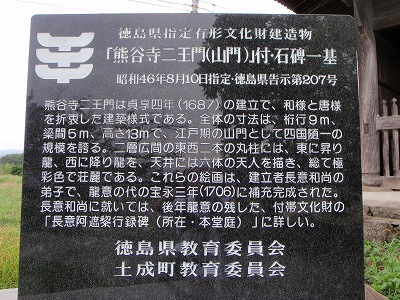 徳島県指定有形文化財建造物
「熊谷寺二王門(山門)」付・石碑一基
昭和46年8月10日指定・徳島県告示第207号
熊谷寺二王門は貞享四年(1687)の建立で、和様と唐様
を折衷した建築様式である。全体の寸法は、桁行9m、
梁間5m、高さ13mで、江戸期の山門として四国随一の
規模を誇る。二層広間の東西二本の丸柱には、東に昇り
龍、西に降り龍を、天井には八体の天人を描き、総て極
彩色で荘麗である。これらの絵画は、建立者長意和尚の
弟子で、龍意の代の宝永三年(1706)に補充完成された。
長意和尚に就いては、後年龍意の残した、付帯文化財の
「長意阿遮黎行録碑(所在・本堂庭)」に詳しい。
徳島県教育委員会
土成町教育委員会